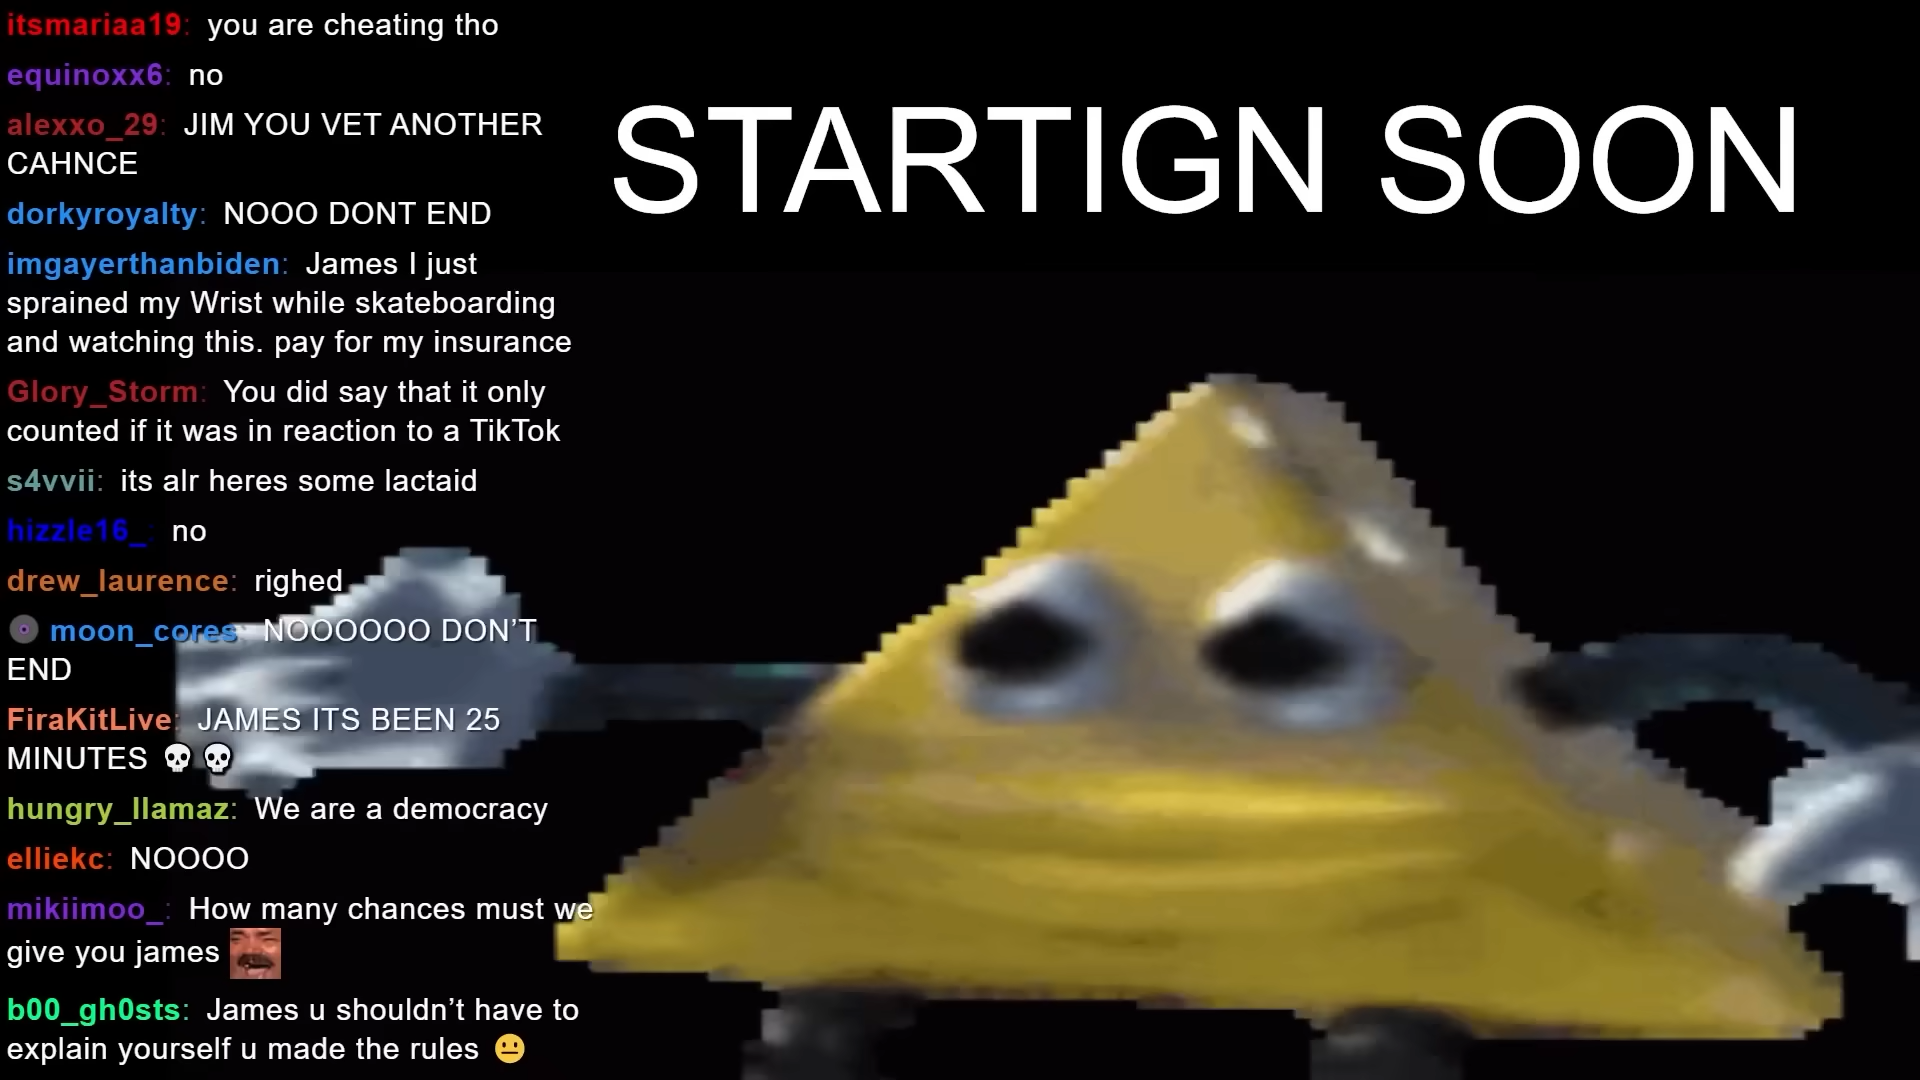 itsmariaa19: you are cheating tho
equinoxx6: no
alexxo_29: JIM YOU VET ANOTHER
CAHNCE
dorkyroyalty: NOOO DONT END
imgayerthanbiden: James I just
sprained my Wrist while skateboarding
and watching this. pay for my insurance
Glory_Storm: You did say that it only
counted if it was in reaction to a TikTok
s4vvii: its alr heres some lactaid
hizzle16_: no
drew_laurence: righed
moon_cores: NOOOOOO DON’T
END
FiraKitLive: JAMES ITS BEEN 25
MINUTES 💀💀
hungry_llamaz: We are a democracy
elliekc: NOOOO
mikiimoo_: How many chances must we
give you james
b00_gh0sts: James u shouldn’t have to
explain yourself u made the rules 😐
STARTIGN SOON